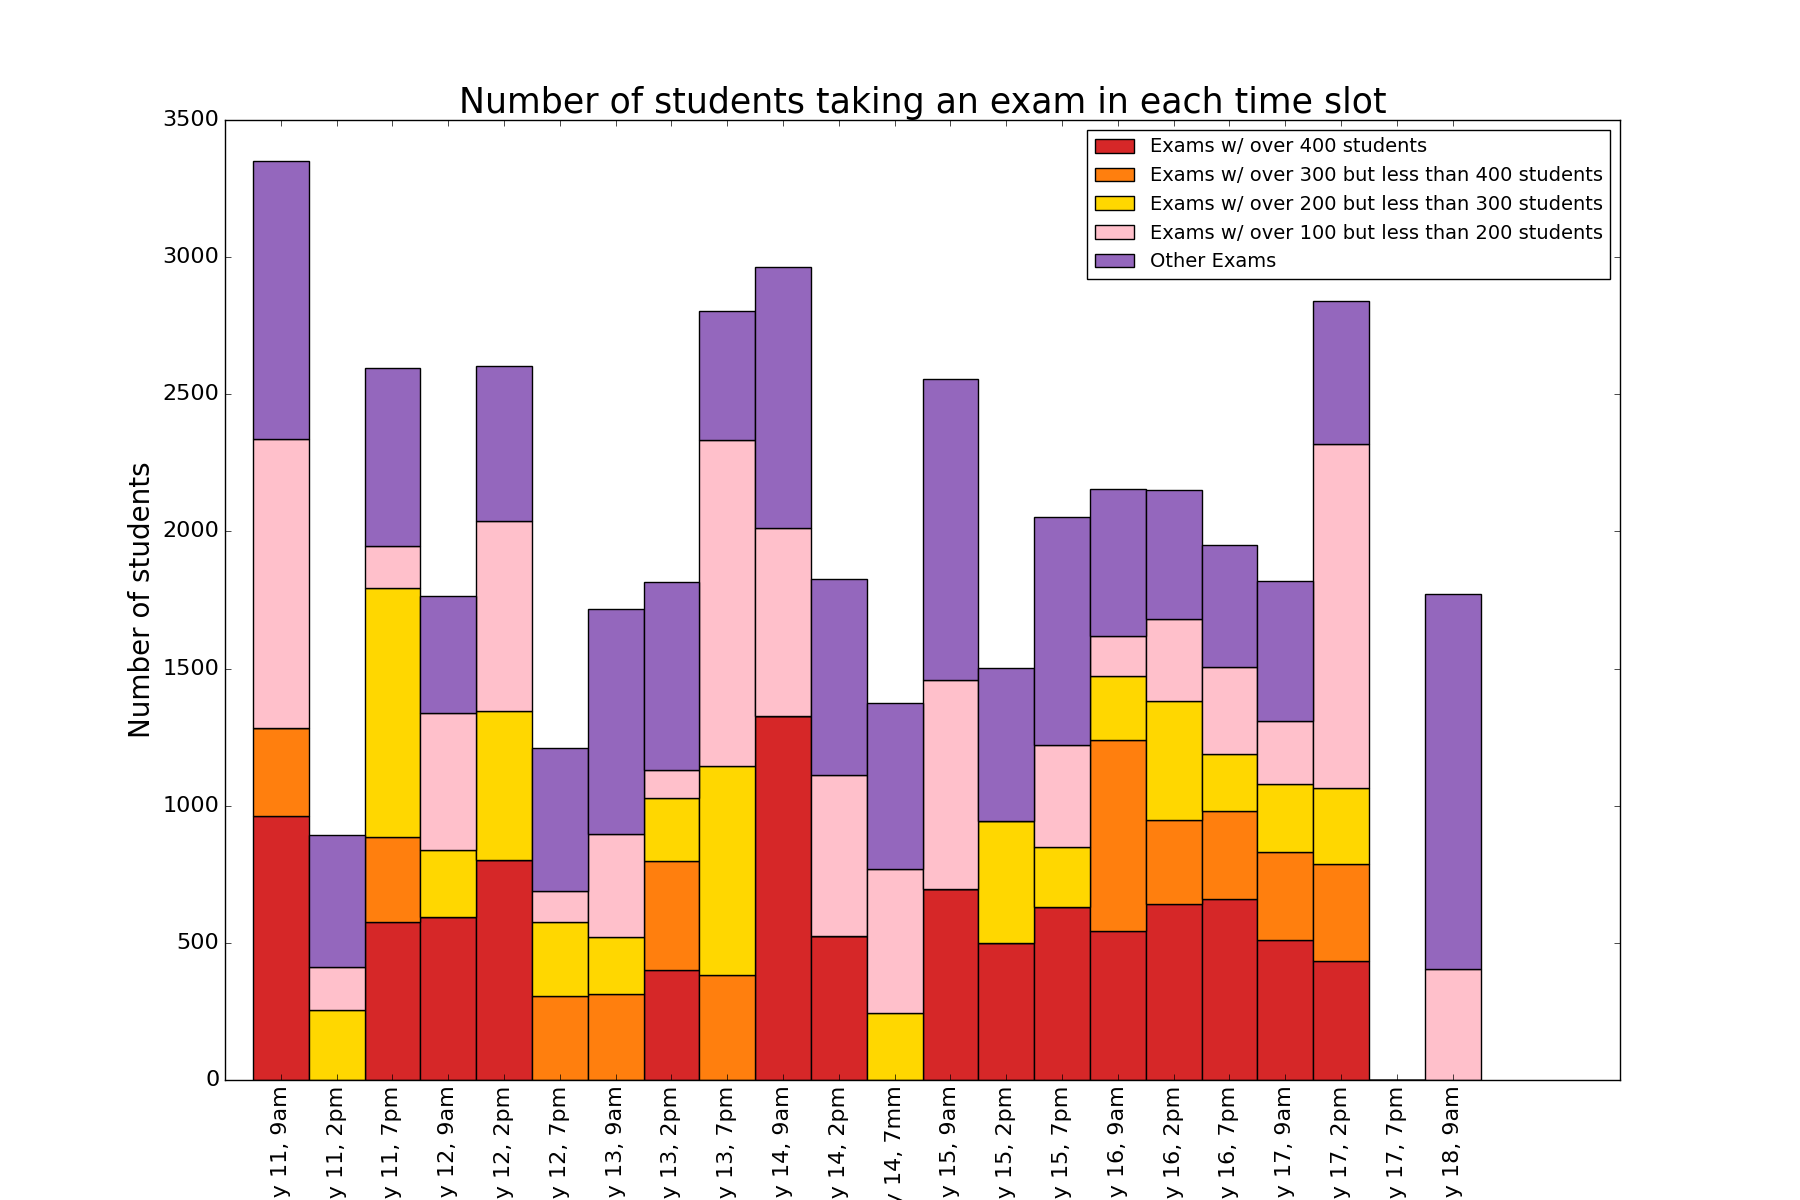 Number of students taking an exam in each time slot
3500
3000
2500
2000
1500
1000
500
0
Number of students
Exams w/ over 400 students
Exams w/ over 300 but less than 400 students
Exams w/ over 200 but less than 300 students
Exams w/ over 100 but less than 200 students
Other Exams
y 11, 9am
y 11, 2pm
y 11, 7pm
y 12, 9am
y 12, 2pm
y 12, 7pm
y 13, 9am
y 13, 2pm
y 13, 7pm
y 14, 9am
y 14, 2pm
y 14, 7mm
y 15, 9am
y 15, 2pm
y 15, 7pm
y 16, 9am
y 16, 2pm
y 16, 7pm
y 17, 9am
y 17, 2pm
y 17, 7pm
y 18, 9am